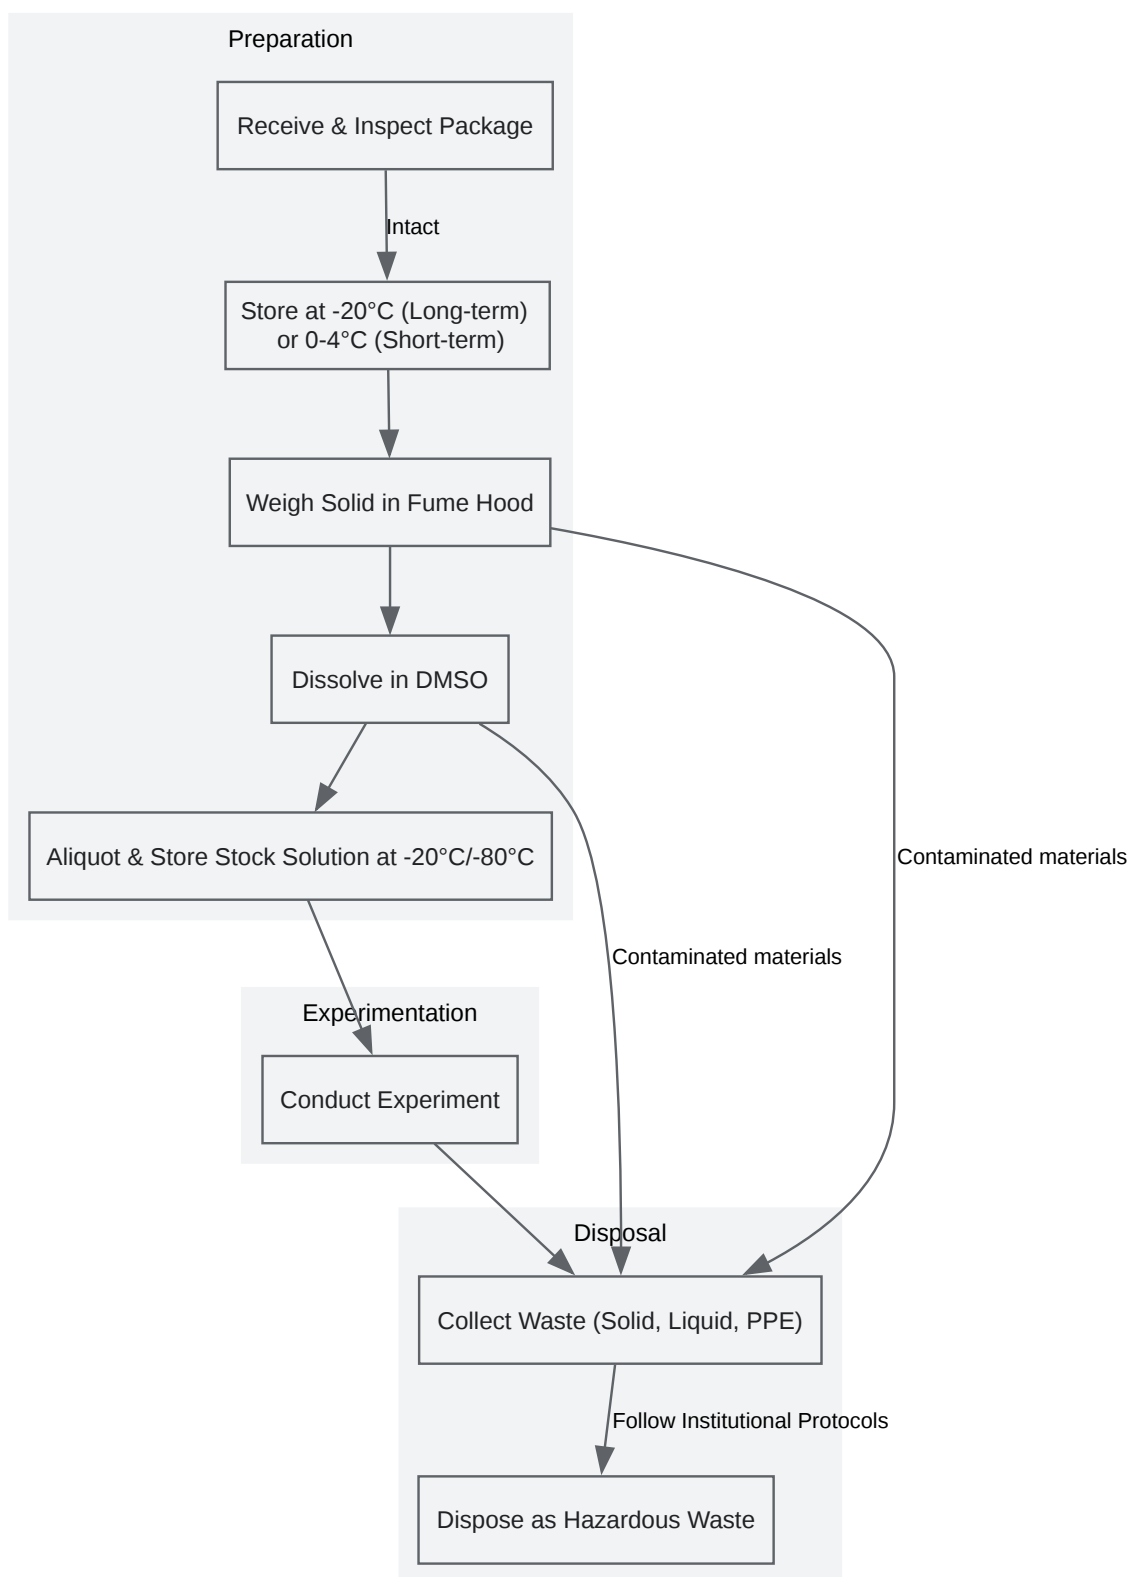 Preparation
Receive & Inspect Package
Intact
Store at -20°C (Long-term)
or 0-4°C (Short-term)
Weigh Solid in Fume Hood
Dissolve in DMSO
Aliquot & Store Stock Solution at -20°C/-80°C
Contaminated materials
Contaminated materials
Experimentation
Conduct Experiment
Disposal
Collect Waste (Solid, Liquid, PPE)
Follow Institutional Protocols
Dispose as Hazardous Waste